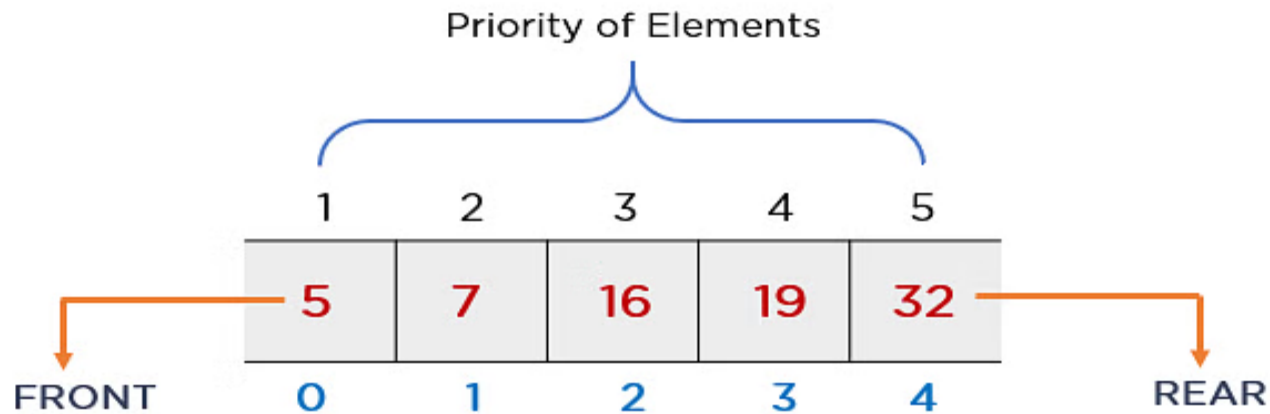 Priority of Elements
1 2 3 4 5
5 7 16 19 32
FRONT 0 1 2 3 4 REAR